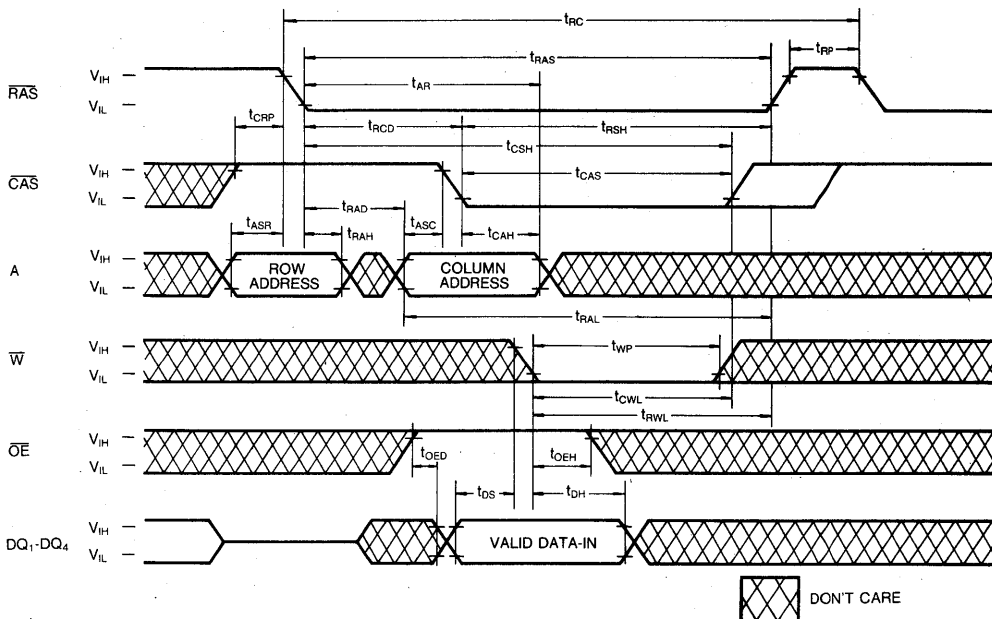 tRC
tRP
tRAS
tAR
RAS
VIH
VIL
tCRP
tRCD
tRSH
tCSH
tCAS
CAS
VIH
VIL
tASR
tRAD
tRAH
tASC
tCAH
A
VIH
VIL
ROW
ADDRESS
COLUMN
ADDRESS
tRAL
W
VIH
VIL
tWP
tCWL
tRWL
OE
VIH
VIL
tOED
tOEH
tDS
tDH
DQ1-DQ4
VIH
VIL
VALID DATA-IN
DON'T CARE